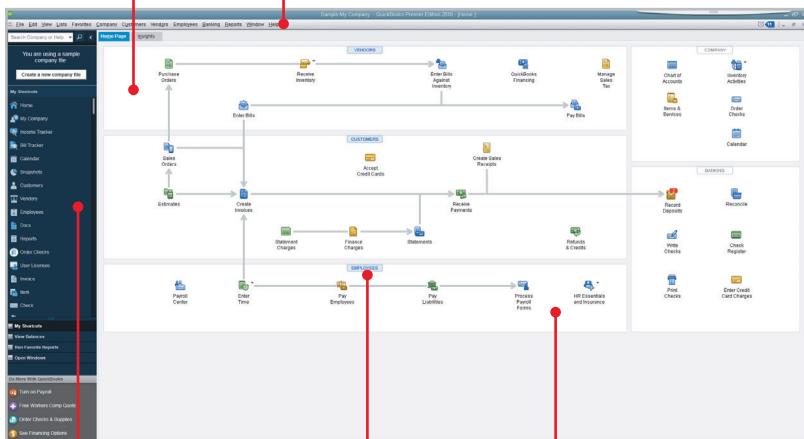 Sample My Company - QuickBooks Premier Edition 2016 - [Home ]
File Edit View Lists Favorites Company Customers Vendors Employees Banking Reports Window Help
Search Company or Help
Home Page Insights
You are using a sample
company file
Create a new company file
My Shortcuts
Home
My Company
Income Tracker
Bill Tracker
Calendar
Snapshots
Customers
Vendors
Employees
Docs
Reports
Order Checks
User Licenses
Invoice
Item
Check
My Shortcuts
View Balances
Run Favorite Reports
Open Windows
Do More With QuickBooks
Turn on Payroll
Free Workers Comp Quote
Order Checks & Supplies
See Financing Options
VENDORS
Purchase
Orders
Receive
Inventory
Enter Bills
Against
Inventory
QuickBooks
Financing
Manage
Sales
Tax
Enter Bills
Pay Bills
CUSTOMERS
Sales
Orders
Accept
Credit Cards
Create Sales
Receipts
Estimates
Create
Invoices
Receive
Payments
Statement
Charges
Finance
Charges
Statements
Refunds
& Credits
EMPLOYEES
Payroll
Center
Enter
Time
Pay
Employees
Pay
Liabilities
Process
Payroll
Forms
HR Essentials
and Insurance
COMPANY
Chart of
Accounts
Inventory
Activities
Items &
Services
Order
Checks
Calendar
BANKING
Record
Deposits
Reconcile
Write
Checks
Check
Register
Print
Checks
Enter Credit
Card Charges